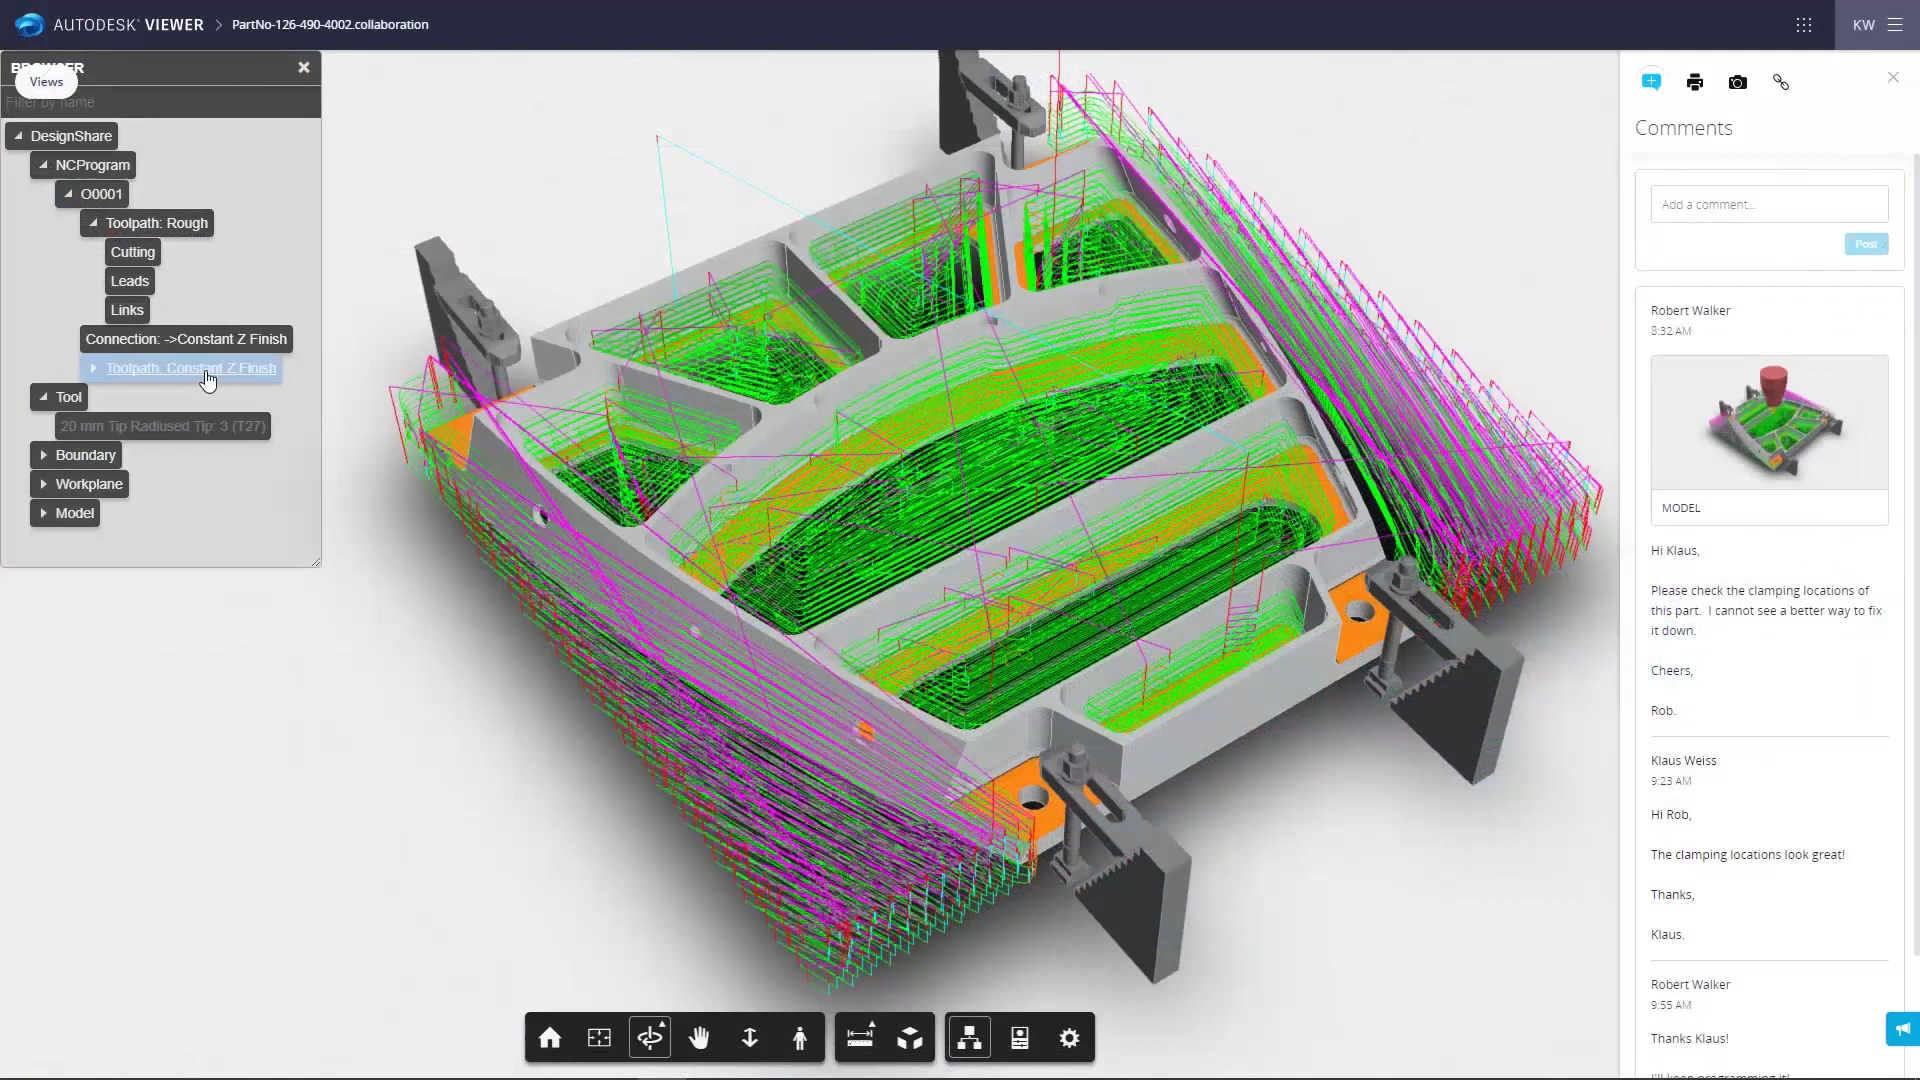 AUTODESK VIEWER
PartNo-126-490-4002.collaboration
KW
Views
Filter by name
DesignShare
NCProgram
O0001
Toolpath: Rough
Cutting
Leads
Links
Connection: ->Constant Z Finish
Toolpath: Constant Z Finish
Tool
20 mm Tip Radiused Tip: 3 (T27)
Boundary
Workplane
Model
Comments
Add a comment...
Post
Robert Walker
8:32 AM
MODEL
Hi Klaus,
Please check the clamping locations of
this part. I cannot see a better way to fix
it down.
Cheers,
Rob.
Klaus Weiss
9:23 AM
Hi Rob,
The clamping locations look great!
Thanks,
Klaus.
Robert Walker
9:55 AM
Thanks Klaus!